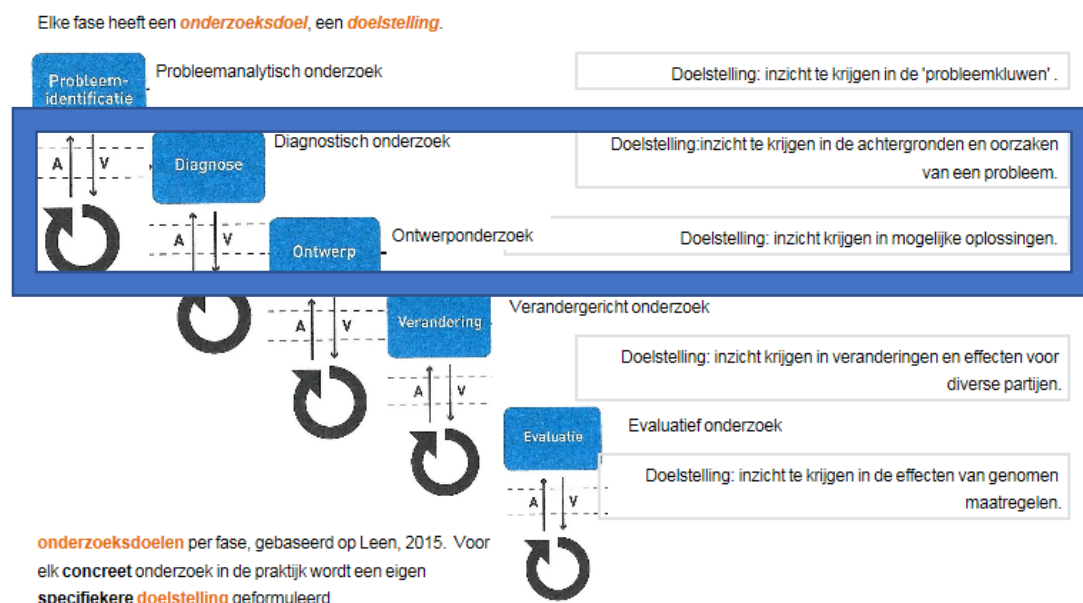 Elke fase heeft een onderzoeksdoel, een doelstelling.
Probleem-
identificatie
Probleemanalytisch onderzoek
Doelstelling: inzicht te krijgen in de 'probleemkluwen' .
A V
Diagnose
Diagnostisch onderzoek
Doelstelling:inzicht te krijgen in de achtergronden en oorzaken
van een probleem.
A V
Ontwerp
Ontwerponderzoek
Doelstelling: inzicht krijgen in mogelijke oplossingen.
A V
Verandering
Verandergericht onderzoek
Doelstelling: inzicht krijgen in veranderingen en effecten voor
diverse partijen.
A V
Evaluatie
Evaluatief onderzoek
Doelstelling: inzicht te krijgen in de effecten van genomen
maatregelen.
A V
onderzoeksdoelen per fase, gebaseerd op Leen, 2015. Voor
elk concreet onderzoek in de praktijk wordt een eigen
specifiekere doelstelling geformuleerd